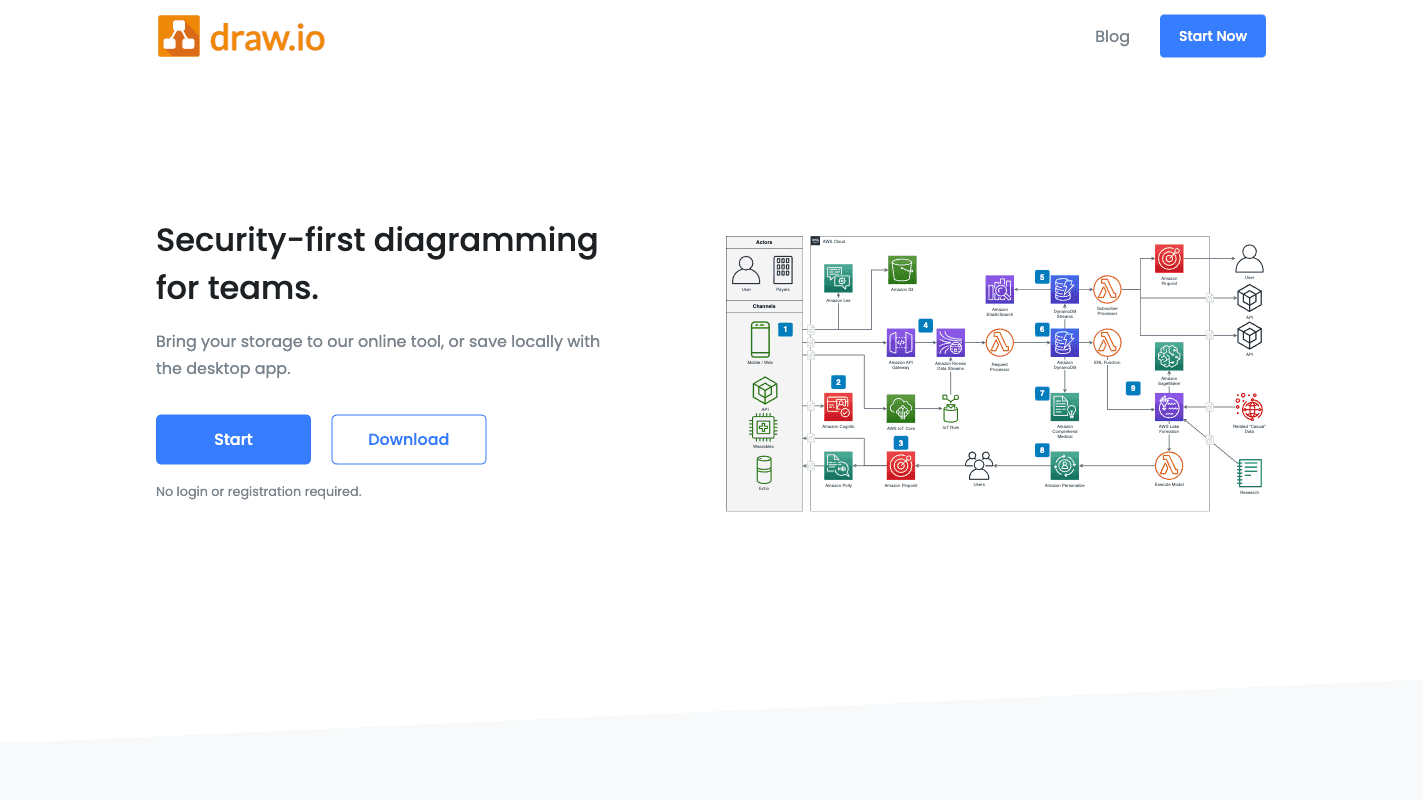 draw.io
Blog
Start Now
Security-first diagramming
for teams.
Bring your storage to our online tool, or save locally with
the desktop app.
Start
Download
No login or registration required.
Actors
User
Payers
Channels
1
Mobile / Web
API
Wearables
Echo
AWS Cloud
Amazon Lex
Amazon S3
Amazon
ElasticSearch
5
DynamoDB
Streams
Subscriber
Processor
Amazon
Pinpoint
User
API
API
4
Amazon API
Gateway
Amazon Kinesis
Data Streams
Request
Processor
6
Amazon
DynamoDB
ERL Function
Amazon
SageMaker
2
Amazon Cognito
AWS IoT Core
IoT Rule
7
Amazon
Comprehend
Medical
9
AWS Lake
Formation
Related "Casual"
Data
3
Amazon Polly
Amazon Pinpoint
Users
8
Amazon Personalize
Execute Model
Research